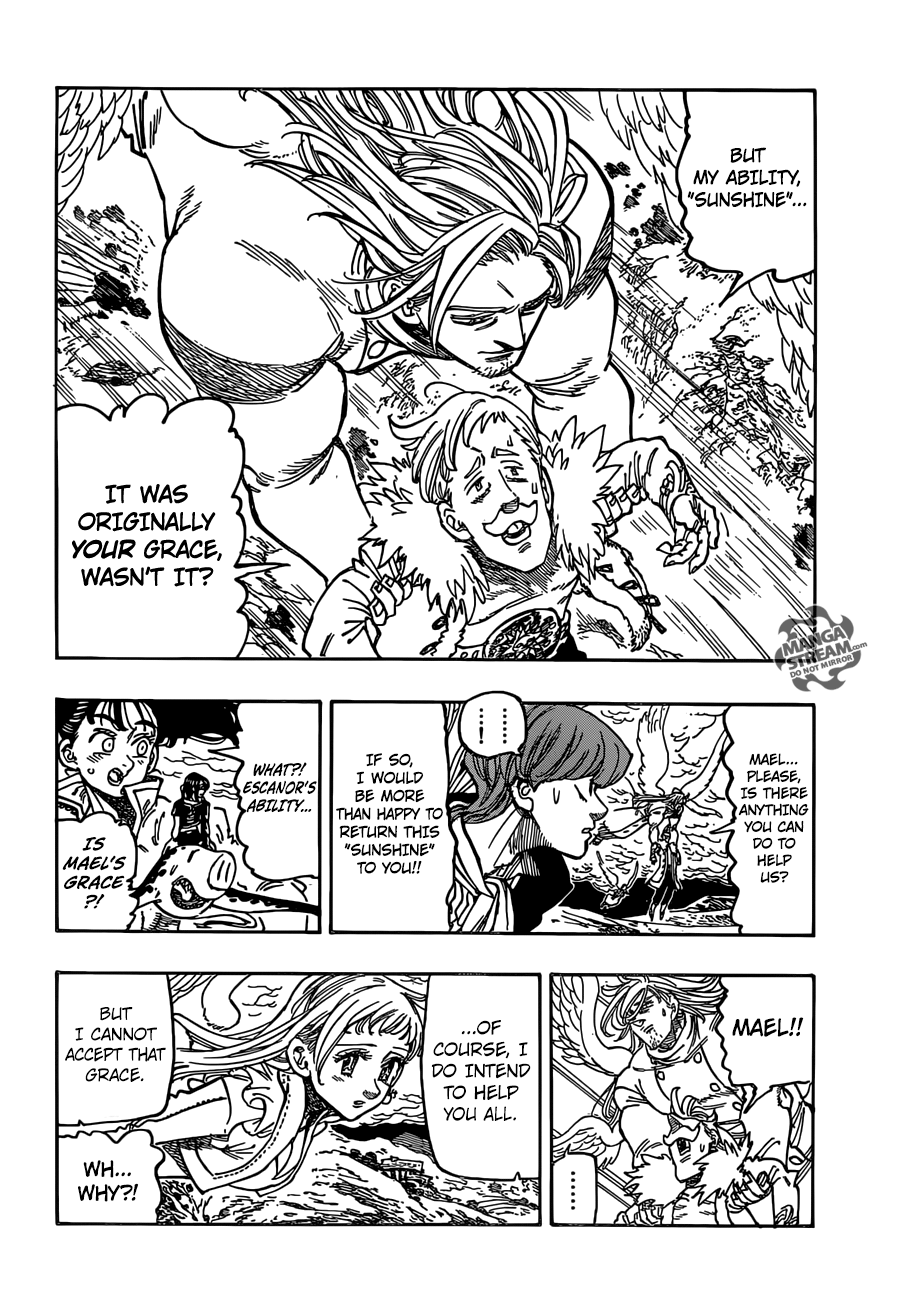 BUT
MY ABILITY,
"SUNSHINE"...
IT WAS
ORIGINALLY
YOUR GRACE,
WASN'T IT?
MANGA
STREAM.com
DO NOT MIRROR
MAEL...
PLEASE,
IS THERE
ANYTHING
YOU CAN
DO TO
HELP
US?
......!
IF SO,
I WOULD
BE MORE
THAN HAPPY TO
RETURN THIS
"SUNSHINE"
TO YOU!!
WHAT?!
ESCANOR'S
ABILITY...
IS
MAEL'S
GRACE
?!
MAEL!!
......
...OF
COURSE, I
DO INTEND
TO HELP
YOU ALL.
BUT
I CANNOT
ACCEPT THAT
GRACE.
WH...
WHY?!